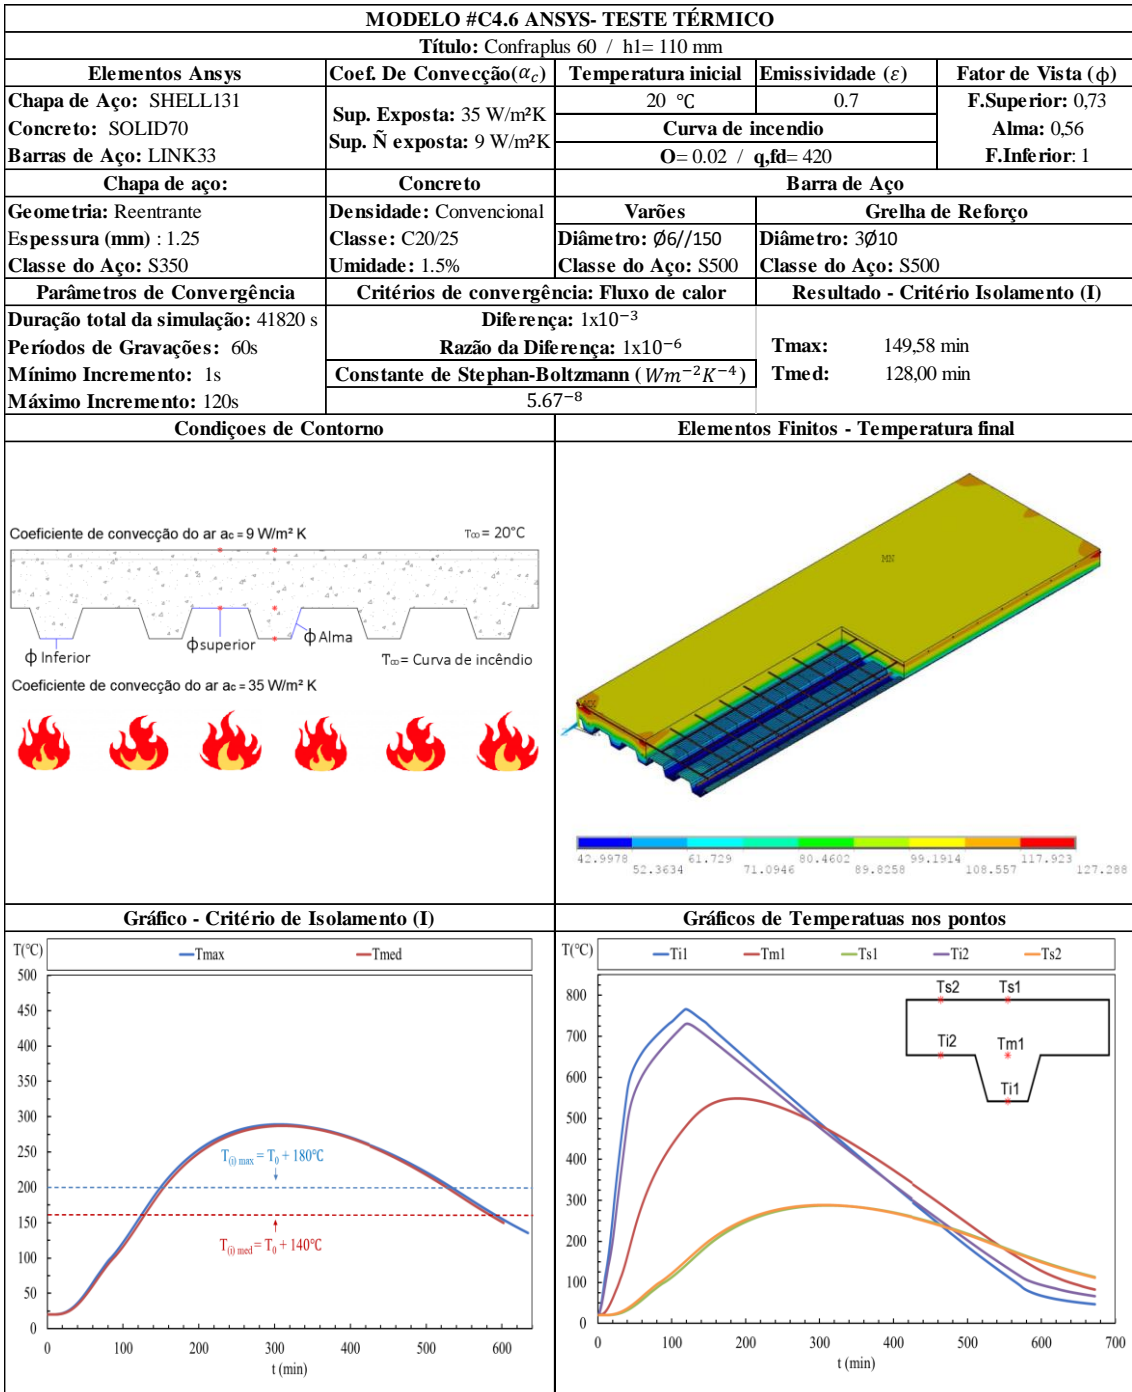 MODELO #C4.6 ANSYS- TESTE TÉRMICO
Título: Confraplus 60 / h1= 110 mm
Elementos Ansys
Coef. De Convecção(α𝑐)
Temperatura inicial
Emissividade (ε)
Fator de Vista (ϕ)
Chapa de Aço: SHELL131
Concreto: SOLID70
Barras de Aço: LINK33
Sup. Exposta: 35 W/m²K
Sup. Ñ exposta: 9 W/m²K
20 °C
0.7
Curva de incendio
O= 0.02 / q,fd= 420
F.Superior: 0,73
Alma: 0,56
F.Inferior: 1
Chapa de aço:
Concreto
Barra de Aço
Geometria: Reentrante
Espessura (mm) : 1.25
Classe do Aço: S350
Densidade: Convencional
Classe: C20/25
Umidade: 1.5%
Varões
Diâmetro: Ø6//150
Classe do Aço: S500
Grelha de Reforço
Diâmetro: 3Ø10
Classe do Aço: S500
Parâmetros de Convergência
Critérios de convergência: Fluxo de calor
Resultado - Critério Isolamento (I)
Duração total da simulação: 41820 s
Períodos de Gravações: 60s
Mínimo Incremento: 1s
Máximo Incremento: 120s
Diferença: 1x10⁻³
Razão da Diferença: 1x10⁻⁶
Constante de Stephan-Boltzmann (Wm⁻²K⁻⁴)
5.67⁻⁸
Tmax: 149,58 min
Tmed: 128,00 min
Condiçoes de Contorno
Elementos Finitos - Temperatura final
Coeficiente de convecção do ar ac = 9 W/m² K
T∞ = 20°C
ϕ Inferior
ϕ superior
ϕ Alma
T∞ = Curva de incêndio
Coeficiente de convecção do ar ac = 35 W/m² K
MN
42.9978
52.3634
61.729
71.0946
80.4602
89.8258
99.1914
108.557
117.923
127.288
Gráfico - Critério de Isolamento (I)
Gráficos de Temperatuas nos pontos
T(°C)
Tmax
Tmed
500
450
400
350
300
250
200
150
100
50
0
T(i) max = T0 + 180°C
T(i) med = T0 + 140°C
0 100 200 300 400 500 600
t (min)
T(°C)
Ti1
Tm1
Ts1
Ti2
Ts2
800
700
600
500
400
300
200
100
0
Ts2
Ts1
Ti2
Tm1
Ti1
0 100 200 300 400 500 600 700
t (min)